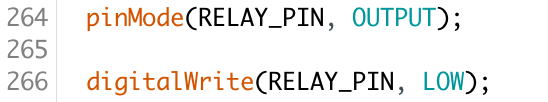 264 pinMode(RELAY_PIN, OUTPUT);
265
266 digitalWrite(RELAY_PIN, LOW);